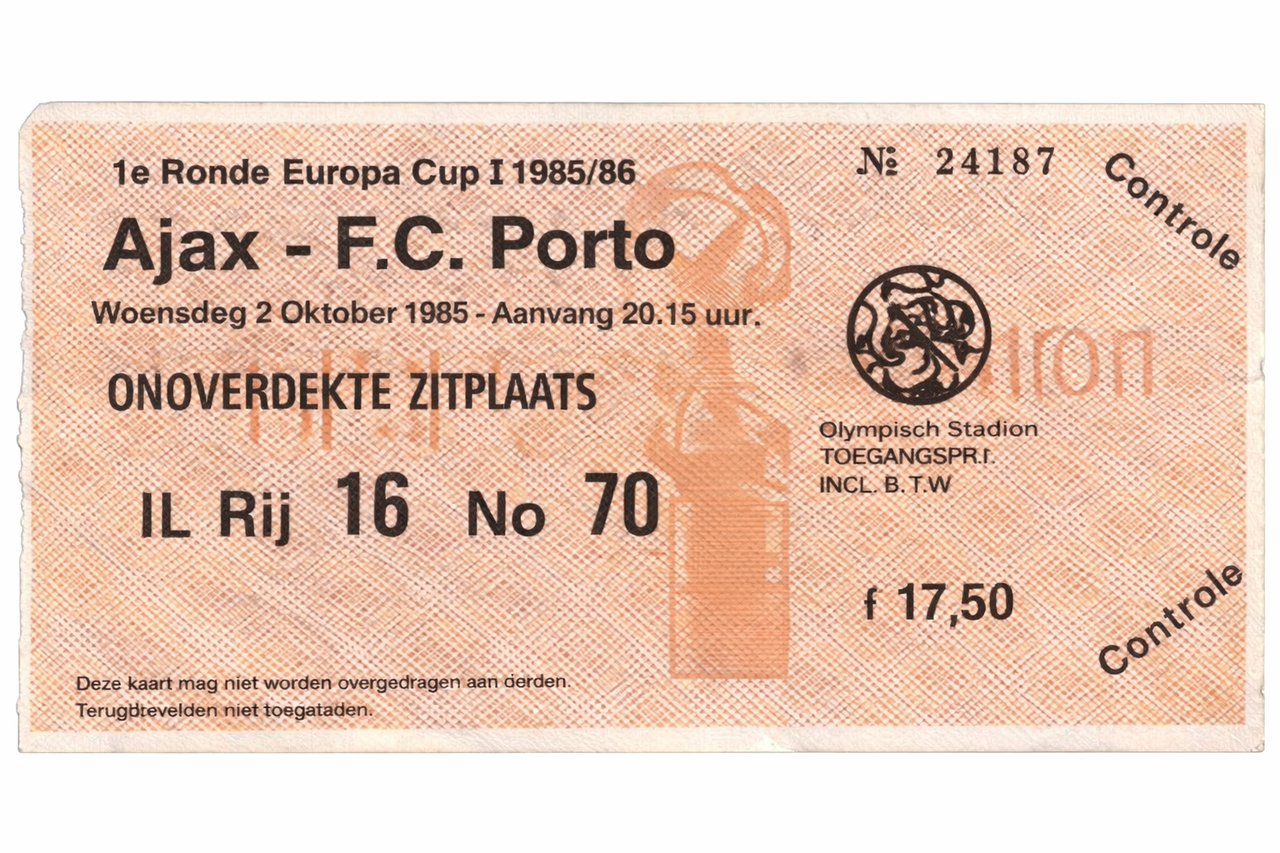 1e Ronde Europa Cup I 1985/86
Ajax - F.C. Porto
Woensdeg 2 Oktober 1985 - Aanvang 20.15 uur.
ONOVERDEKTE ZITPLAATS
IL Rij 16 No 70
Deze kaart mag niet worden overgedragen aan derden.
Terugbtevelden niet toegataden.
№ 24187
Controle
Olympisch Stadion
TOEGANGSPR.f.
INCL. B.T.W
f 17,50
Controle